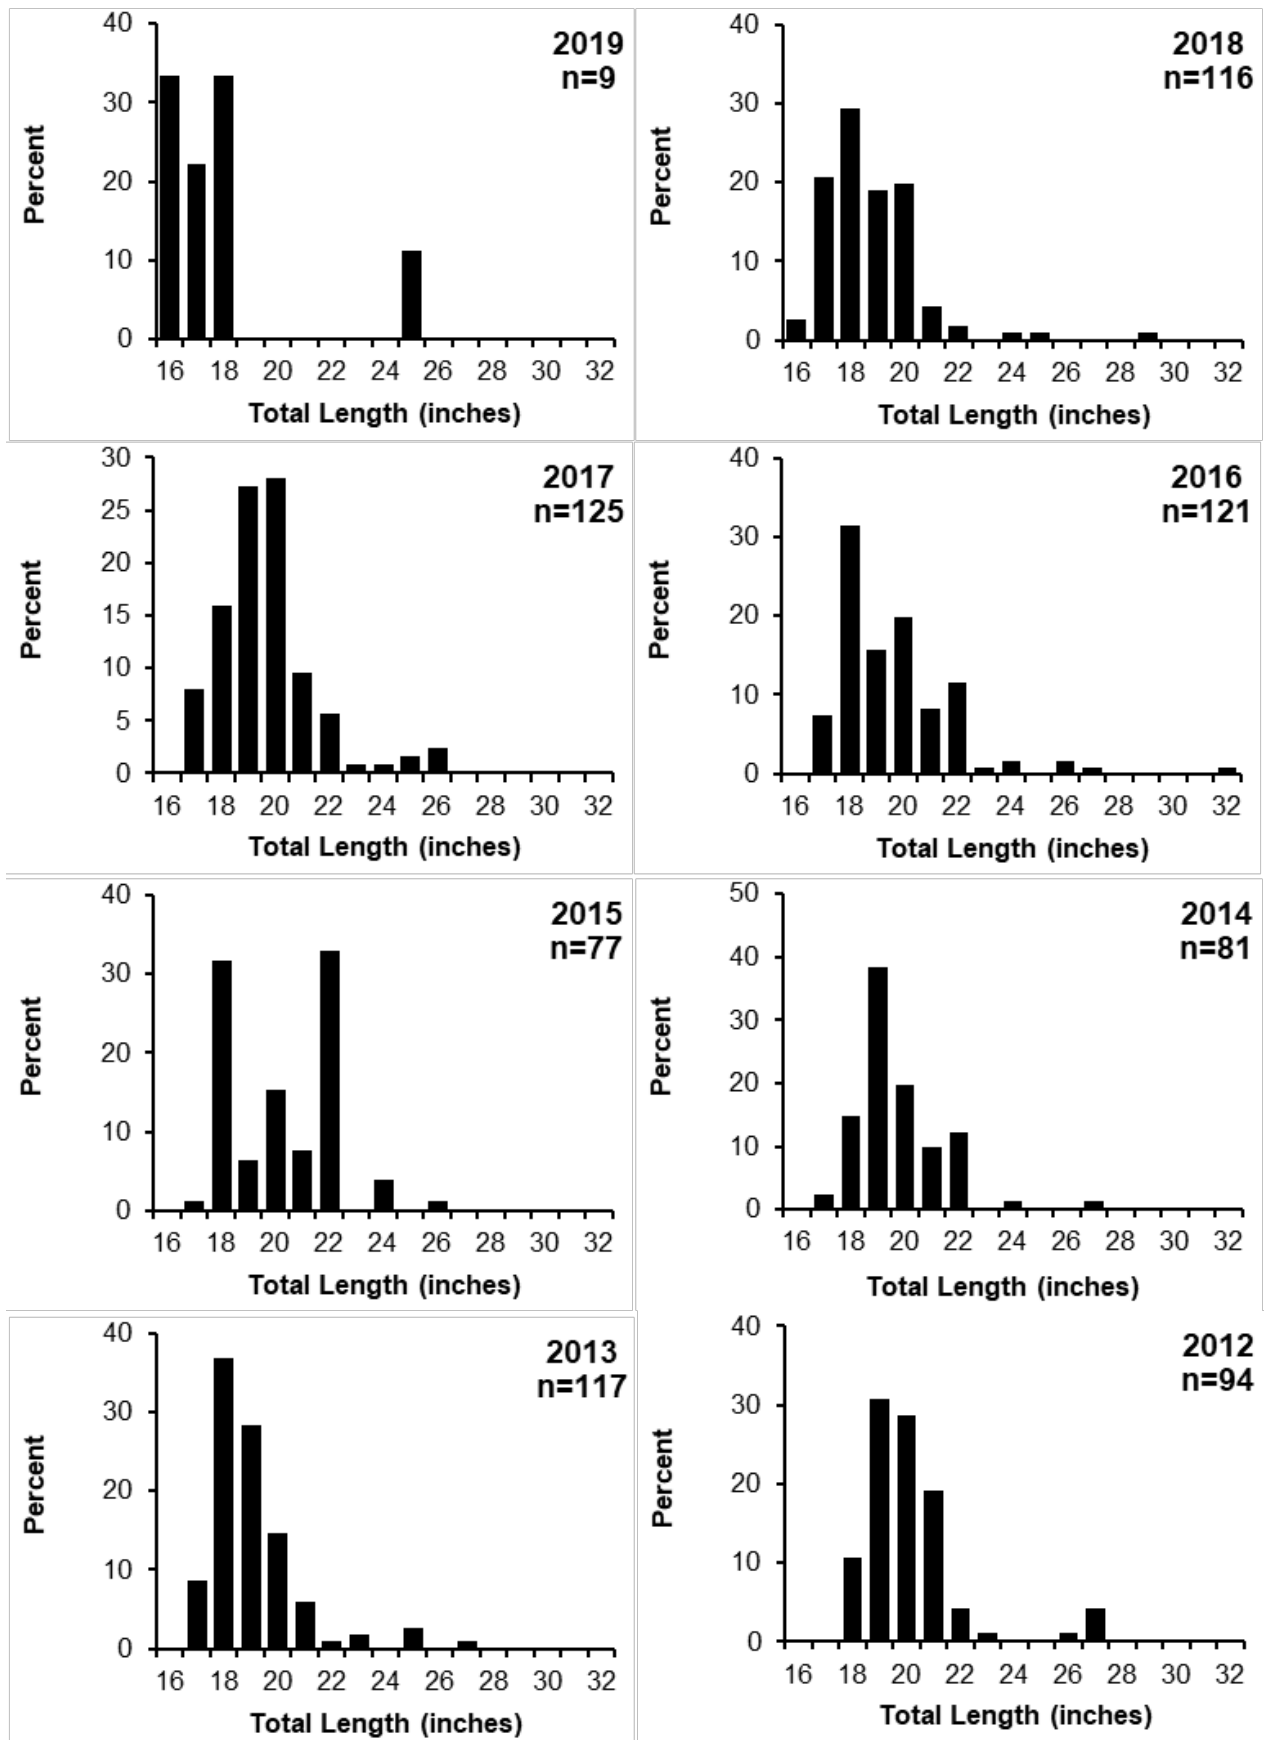 40
30
20
10
0
Percent
2019
n=9
16 18 20 22 24 26 28 30 32
Total Length (inches)
40
30
20
10
0
Percent
2018
n=116
16 18 20 22 24 26 28 30 32
Total Length (inches)
30
25
20
15
10
5
0
Percent
2017
n=125
16 18 20 22 24 26 28 30 32
Total Length (inches)
40
30
20
10
0
Percent
2016
n=121
16 18 20 22 24 26 28 30 32
Total Length (inches)
40
30
20
10
0
Percent
2015
n=77
16 18 20 22 24 26 28 30 32
Total Length (inches)
50
40
30
20
10
0
Percent
2014
n=81
16 18 20 22 24 26 28 30 32
Total Length (inches)
40
30
20
10
0
Percent
2013
n=117
16 18 20 22 24 26 28 30 32
Total Length (inches)
40
30
20
10
0
Percent
2012
n=94
16 18 20 22 24 26 28 30 32
Total Length (inches)